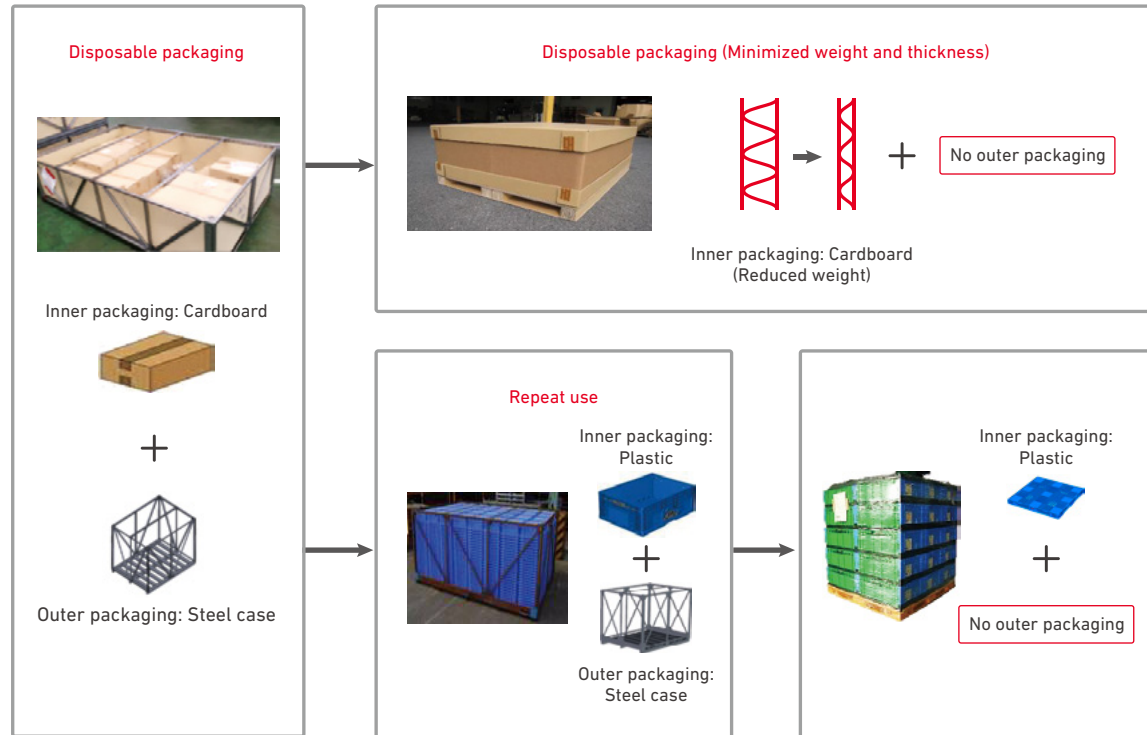 Disposable packaging
Inner packaging: Cardboard
Outer packaging: Steel case
Disposable packaging (Minimized weight and thickness)
Inner packaging: Cardboard
(Reduced weight)
No outer packaging
Repeat use
Inner packaging:
Plastic
Outer packaging:
Steel case
Inner packaging:
Plastic
No outer packaging